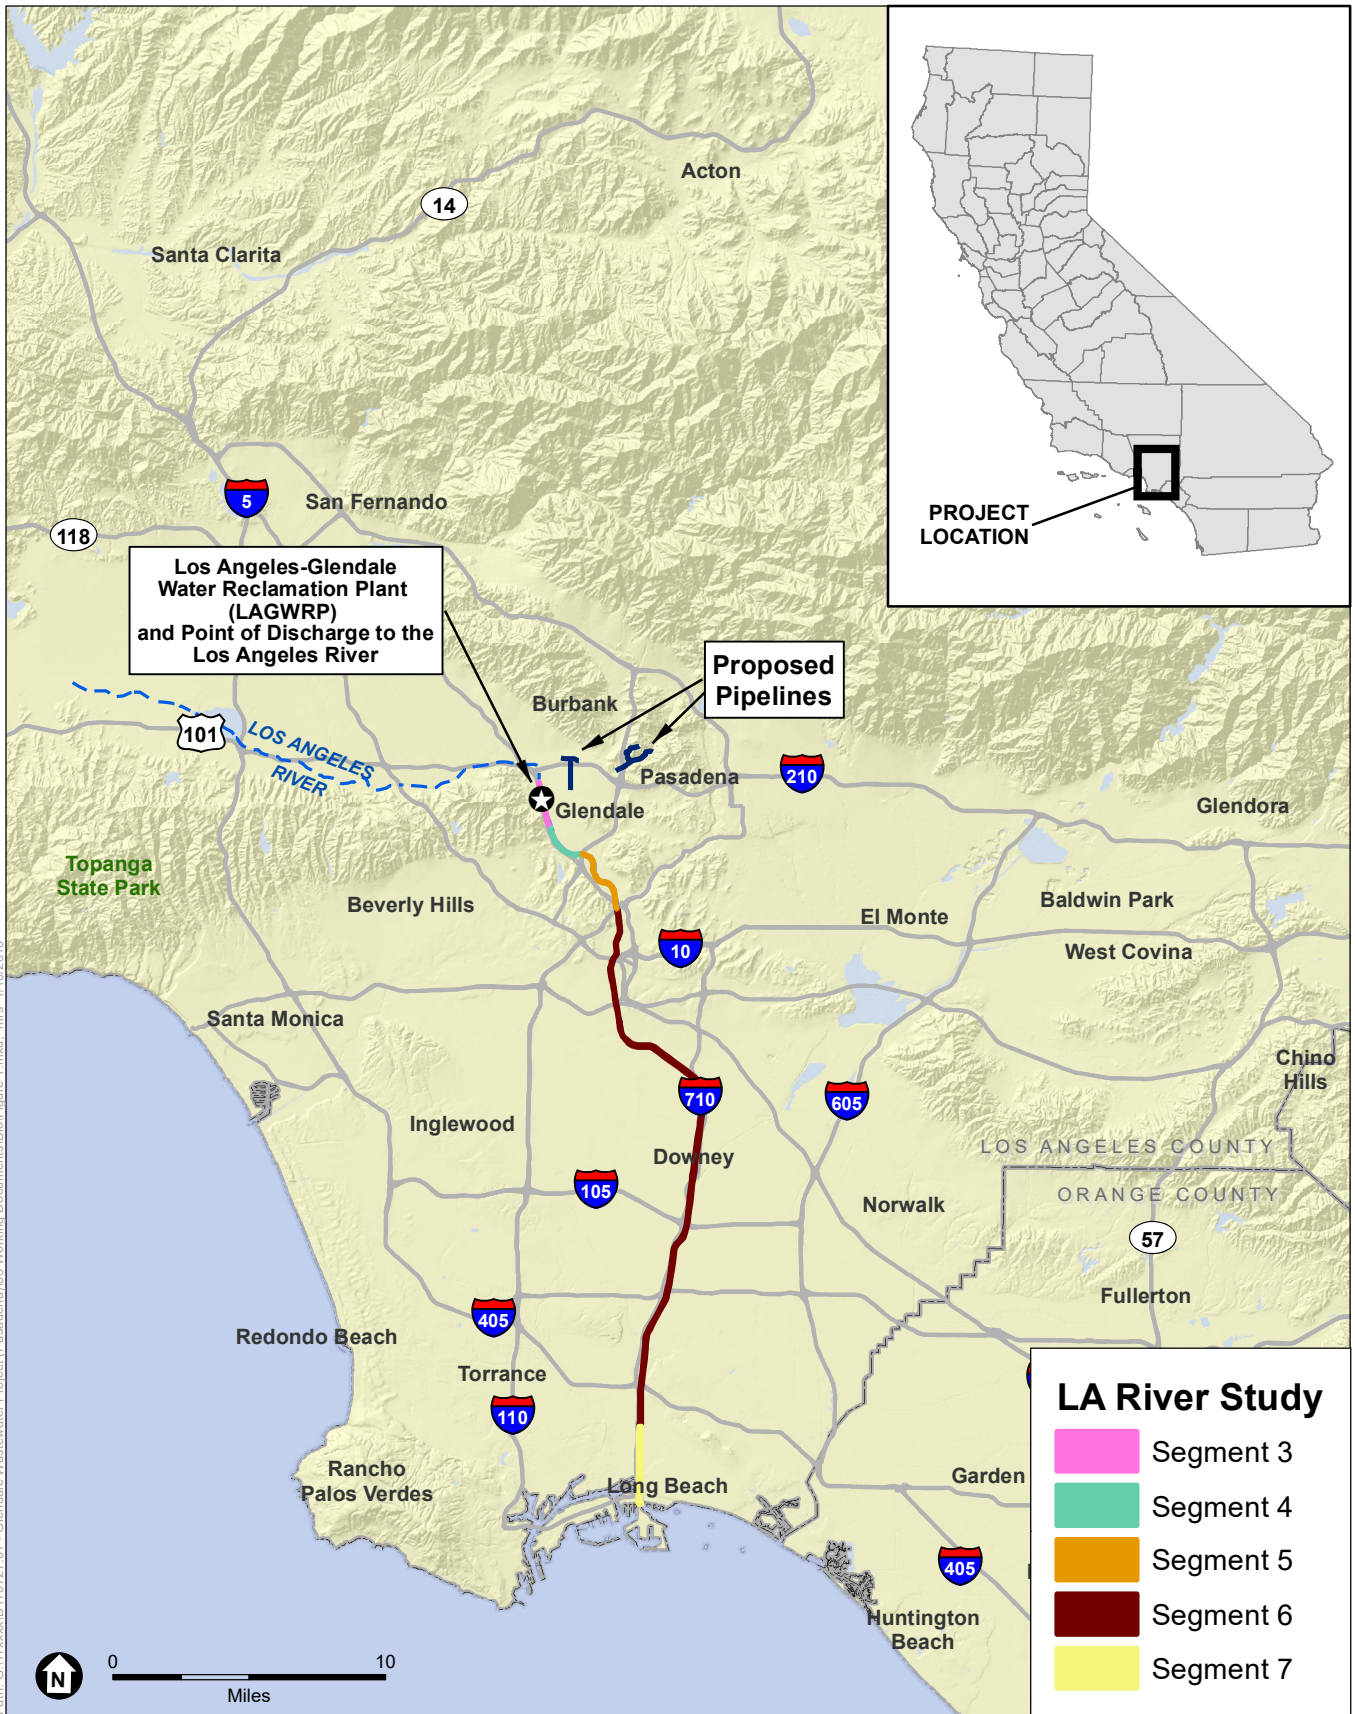 Acton
14
Santa Clarita
PROJECT
LOCATION
5
San Fernando
118
Los Angeles-Glendale
Water Reclamation Plant
(LAGWRP)
and Point of Discharge to the
Los Angeles River
Proposed
Pipelines
Burbank
101
LOS ANGELES
RIVER
Pasadena
210
Glendale
Glendora
Topanga
State Park
Beverly Hills
El Monte
Baldwin Park
10
West Covina
Santa Monica
Chino
Hills
710
605
Inglewood
LOS ANGELES COUNTY
Downey
105
ORANGE COUNTY
Norwalk
57
Fullerton
405
Redondo Beach
Torrance
110
Rancho
Palos Verdes
Long Beach
Garden
405
Huntington
Beach
LA River Study
Segment 3
Segment 4
Segment 5
Segment 6
Segment 7
N
0 10
Miles